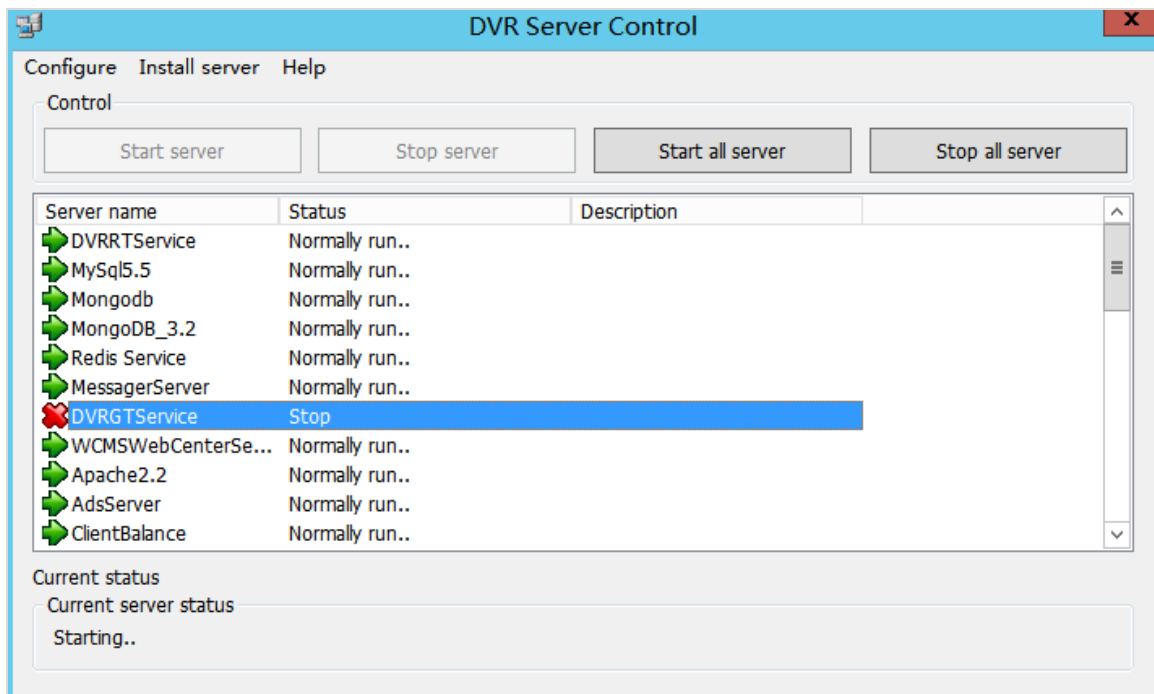 DVR Server Control
X
Configure Install server Help
Control
Start server Stop server Start all server Stop all server
Server name Status Description
DVRRTService Normally run..
MySql5.5 Normally run..
Mongodb Normally run..
MongoDB_3.2 Normally run..
Redis Service Normally run..
MessagerServer Normally run..
DVRGTService Stop
WCMSWebCenterSe... Normally run..
Apache2.2 Normally run..
AdsServer Normally run..
ClientBalance Normally run..
Current status
Current server status
Starting..